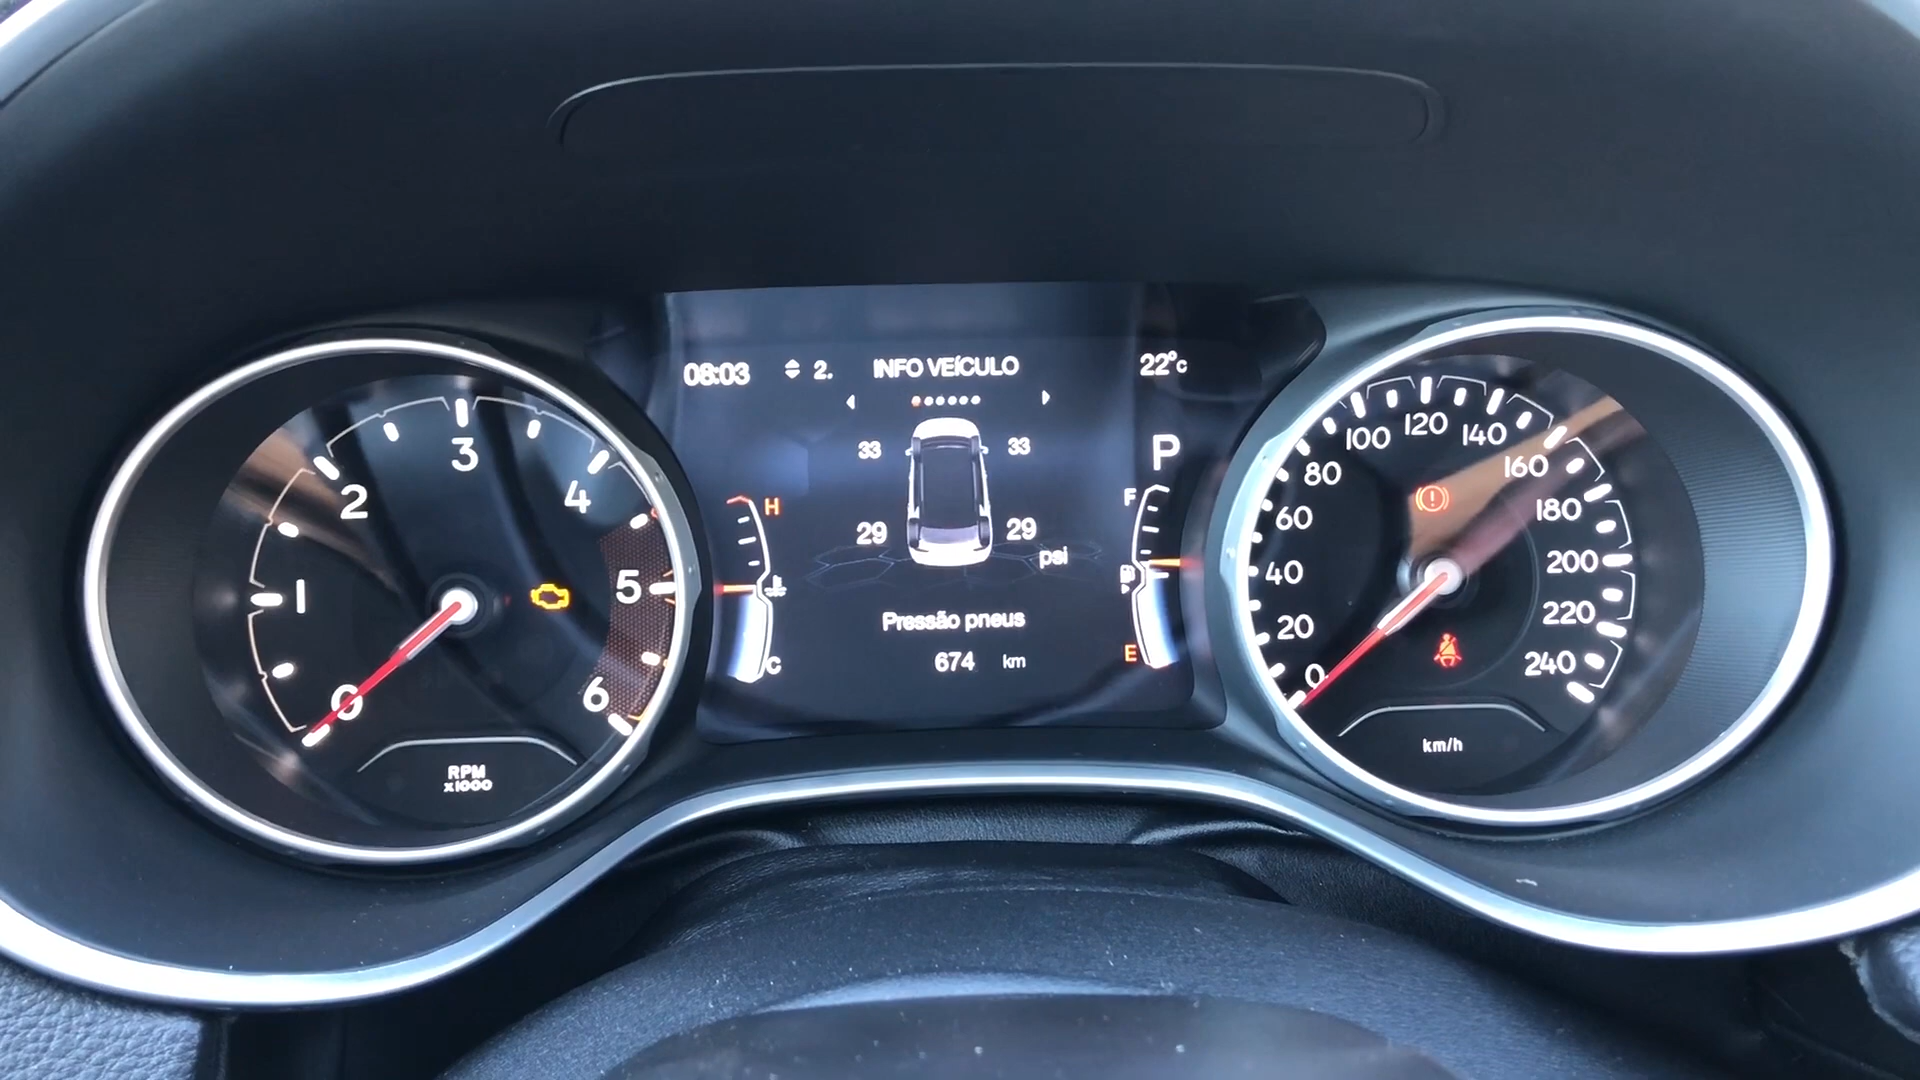 08:03 2. INFO VEÍCULO 22°C
33 33
P
29 29
psi
Pressão pneus
674 km
H
C
F
E
0 1 2 3 4 5 6
RPM
x1000
0 20 40 60 80 100 120 140 160 180 200 220 240
km/h